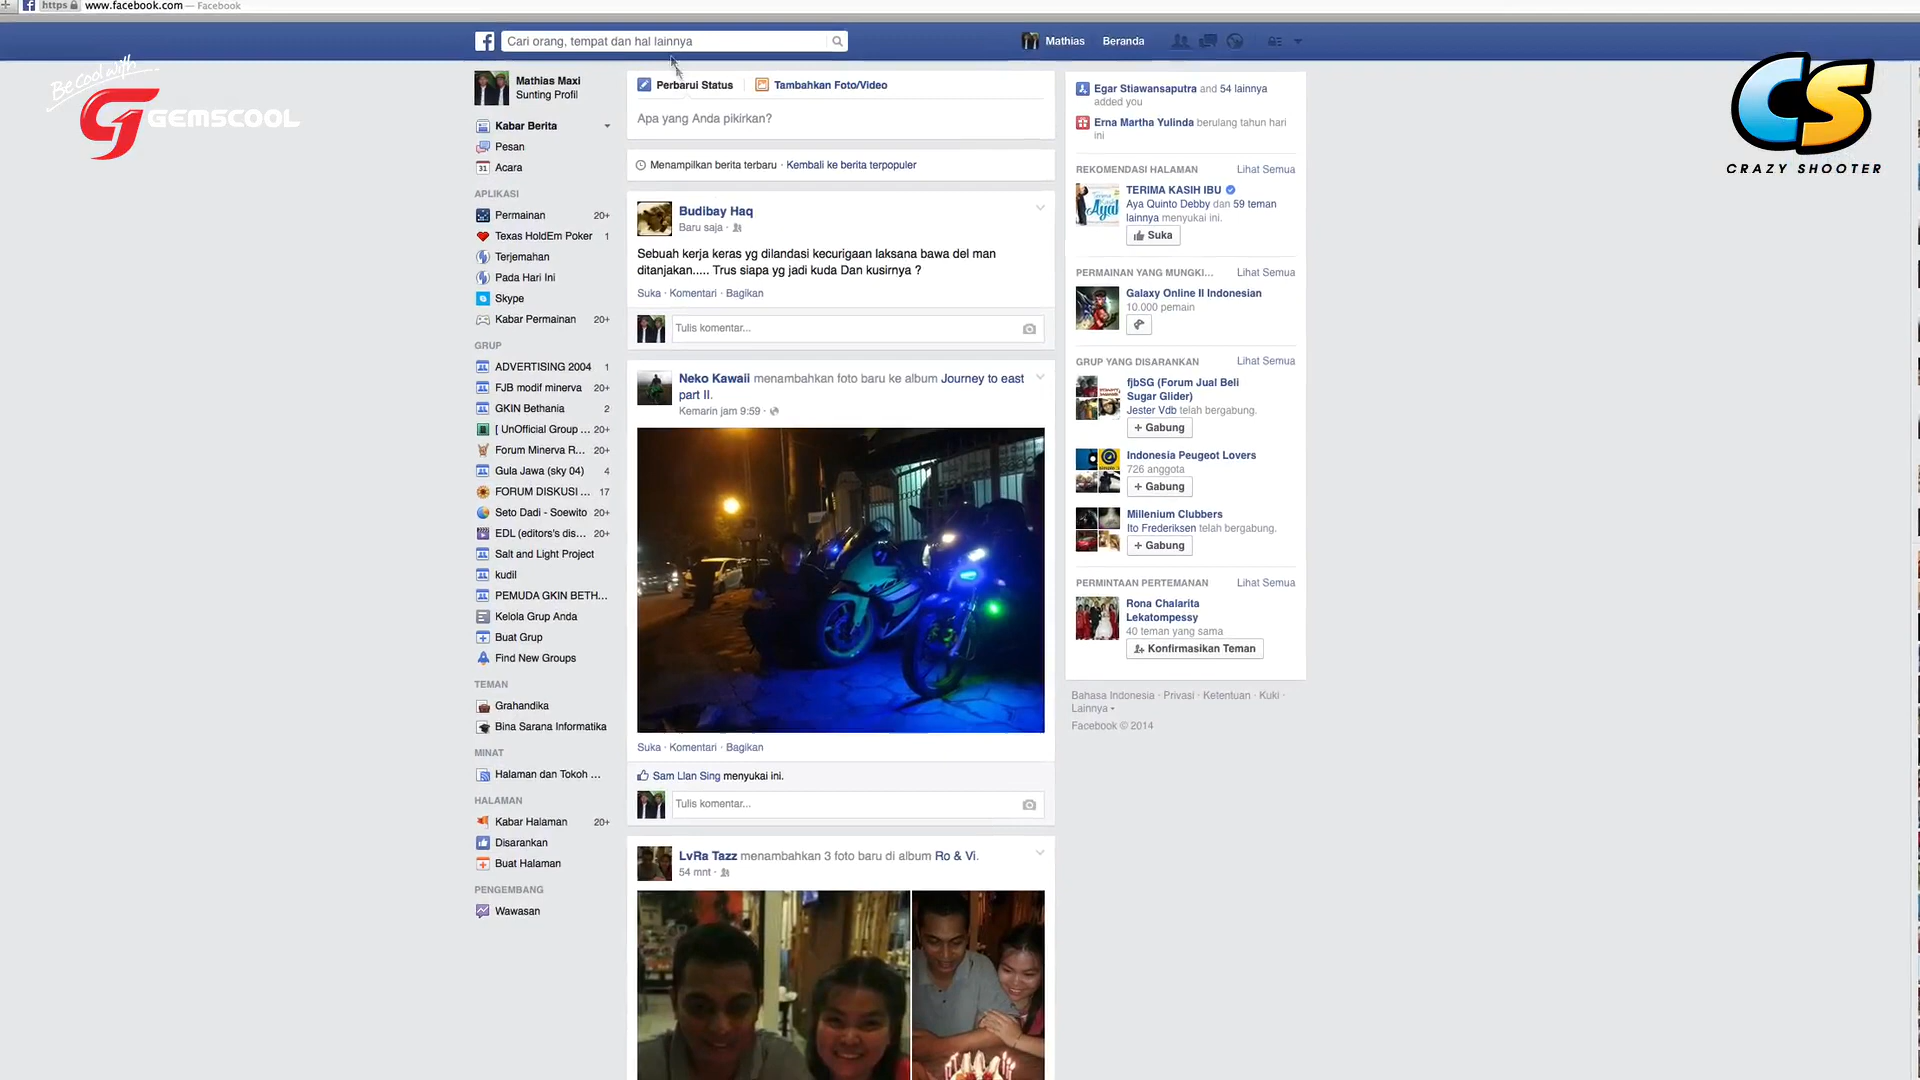 https
www.facebook.com — Facebook
Cari orang, tempat dan hal lainnya
Mathias
Beranda
Be Cool with
GEMSCOOL
CS
CRAZY SHOOTER
Mathias Maxi
Sunting Profil
Kabar Berita
Pesan
31 Acara
APLIKASI
Permainan 20+
Texas HoldEm Poker 1
Terjemahan
Pada Hari Ini
Skype
Kabar Permainan 20+
GRUP
ADVERTISING 2004 1
FJB modif minerva 20+
GKIN Bethania 2
[ UnOfficial Group ... 20+
Forum Minerva R... 20+
Gula Jawa (sky 04) 4
FORUM DISKUSI ... 17
Seto Dadi - Soewito 20+
EDL (editors's dis... 20+
Salt and Light Project
kudil
PEMUDA GKIN BETH...
Kelola Grup Anda
Buat Grup
Find New Groups
TEMAN
Grahandika
Bina Sarana Informatika
MINAT
Halaman dan Tokoh ...
HALAMAN
Kabar Halaman 20+
Disarankan
Buat Halaman
PENGEMBANG
Wawasan
Perbarui Status
Tambahkan Foto/Video
Apa yang Anda pikirkan?
Menampilkan berita terbaru · Kembali ke berita terpopuler
Budibay Haq
Baru saja ·
Sebuah kerja keras yg dilandasi kecurigaan laksana bawa del man
ditanjakan..... Trus siapa yg jadi kuda Dan kusirnya ?
Suka · Komentari · Bagikan
Tulis komentar...
Neko Kawaii menambahkan foto baru ke album Journey to east
part II.
Kemarin jam 9:59 ·
Suka · Komentari · Bagikan
Sam Llan Sing menyukai ini.
Tulis komentar...
LvRa Tazz menambahkan 3 foto baru di album Ro & Vi.
54 mnt ·
Egar Stiawansaputra and 54 lainnya
added you
Erna Martha Yulinda berulang tahun hari
ini
REKOMENDASI HALAMAN Lihat Semua
TERIMA KASIH IBU
Aya Quinto Debby dan 59 teman
lainnya menyukai ini.
Suka
PERMAINAN YANG MUNGKI... Lihat Semua
Galaxy Online II Indonesian
10.000 pemain
GRUP YANG DISARANKAN Lihat Semua
fjbSG (Forum Jual Beli
Sugar Glider)
Jester Vdb telah bergabung.
+ Gabung
Indonesia Peugeot Lovers
726 anggota
+ Gabung
Millenium Clubbers
Ito Frederiksen telah bergabung.
+ Gabung
PERMINTAAN PERTEMANAN Lihat Semua
Rona Chalarita
Lekatompessy
40 teman yang sama
Konfirmasikan Teman
Bahasa Indonesia · Privasi · Ketentuan · Kuki ·
Lainnya
Facebook © 2014